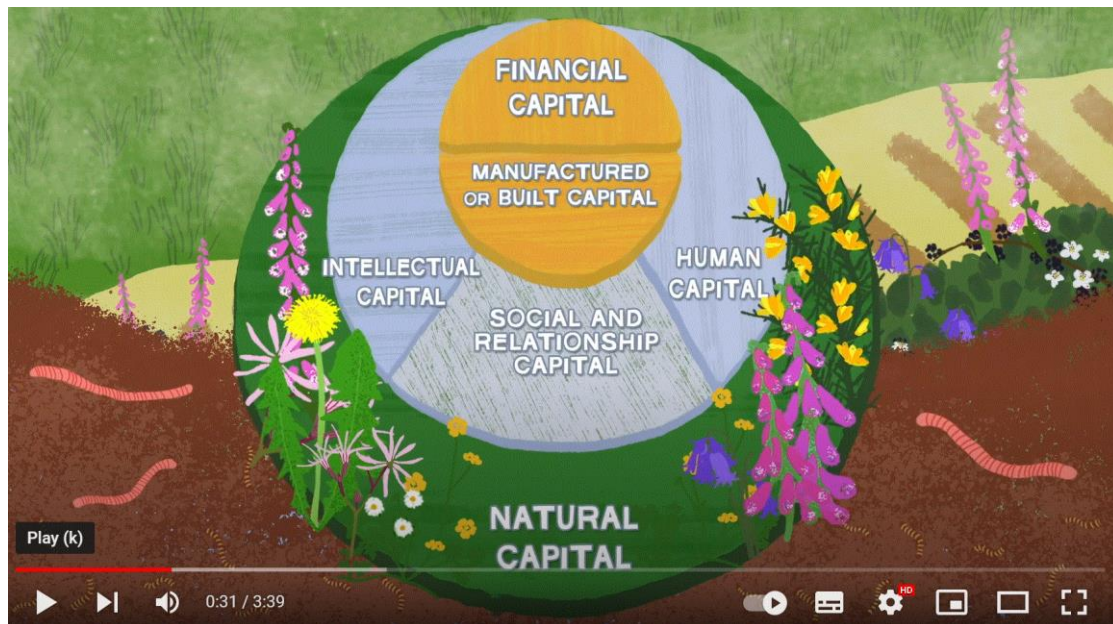 FINANCIAL
CAPITAL
MANUFACTURED
OR BUILT CAPITAL
INTELLECTUAL
CAPITAL
HUMAN
CAPITAL
SOCIAL AND
RELATIONSHIP
CAPITAL
NATURAL
CAPITAL
Play (k)
0:31 / 3:39
HD